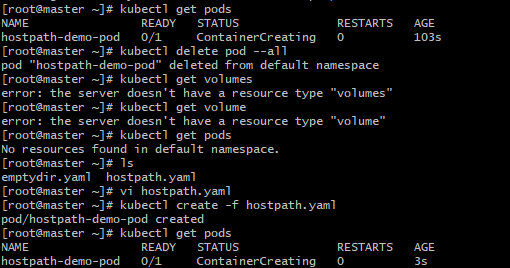 [root@master ~]# kubectl get pods
NAME                READY   STATUS              RESTARTS   AGE
hostpath-demo-pod   0/1     ContainerCreating   0          103s
[root@master ~]# kubectl delete pod --all
pod "hostpath-demo-pod" deleted from default namespace
[root@master ~]# kubectl get volumes
error: the server doesn't have a resource type "volumes"
[root@master ~]# kubectl get volume
error: the server doesn't have a resource type "volume"
[root@master ~]# kubectl get pods
No resources found in default namespace.
[root@master ~]# ls
emptydir.yaml  hostpath.yaml
[root@master ~]# vi hostpath.yaml
[root@master ~]# kubectl create -f hostpath.yaml
pod/hostpath-demo-pod created
[root@master ~]# kubectl get pods
NAME                READY   STATUS              RESTARTS   AGE
hostpath-demo-pod   0/1     ContainerCreating   0          3s